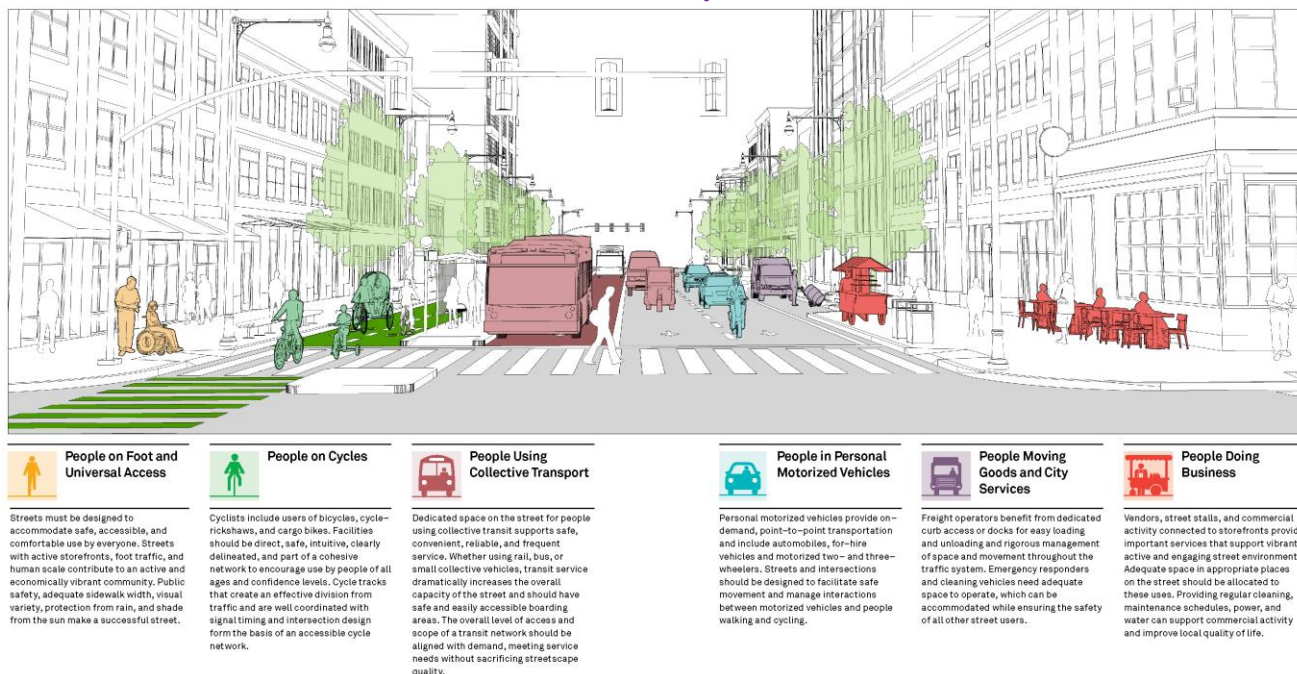 People on Foot and
Universal Access
Streets must be designed to
accommodate safe, accessible, and
comfortable use by everyone. Streets
with active storefronts, foot traffic, and
human scale contribute to an active and
economically vibrant community. Public
safety, adequate sidewalk width, visual
variety, protection from rain, and shade
from the sun make a successful street.
People on Cycles
Cyclists include users of bicycles, cycle-
rickshaws, and cargo bikes. Facilities
should be direct, safe, intuitive, clearly
delineated, and part of a cohesive
network to encourage use by people of all
ages and confidence levels. Cycle tracks
that create an effective division from
traffic and are well coordinated with
signal timing and intersection design
form the basis of an accessible cycle
network.
People Using
Collective Transport
Dedicated space on the street for people
using collective transit supports safe,
convenient, reliable, and frequent
service. Whether using rail, bus, or
small collective vehicles, transit service
dramatically increases the overall
capacity of the street and should have
safe and easily accessible boarding
areas. The overall level of access and
scope of a transit network should be
aligned with demand, meeting service
needs without sacrificing streetscape
quality.
People in Personal
Motorized Vehicles
Personal motorized vehicles provide on-
demand, point-to-point transportation
and include automobiles, for-hire
vehicles and motorized two- and three-
wheelers. Streets and intersections
should be designed to facilitate safe
movement and manage interactions
between motorized vehicles and people
walking and cycling.
People Moving
Goods and City
Services
Freight operators benefit from dedicated
curb access or docks for easy loading
and unloading and rigorous management
of space and movement throughout the
traffic system. Emergency responders
and cleaning vehicles need adequate
space to operate, which can be
accommodated while ensuring the safety
of all other street users.
People Doing
Business
Vendors, street stalls, and commercial
activity connected to storefronts provid
important services that support vibrant
active and engaging street environment
Adequate space in appropriate places
on the street should be allocated to
these uses. Providing regular cleaning,
maintenance schedules, power, and
water can support commercial activity
and improve local quality of life.